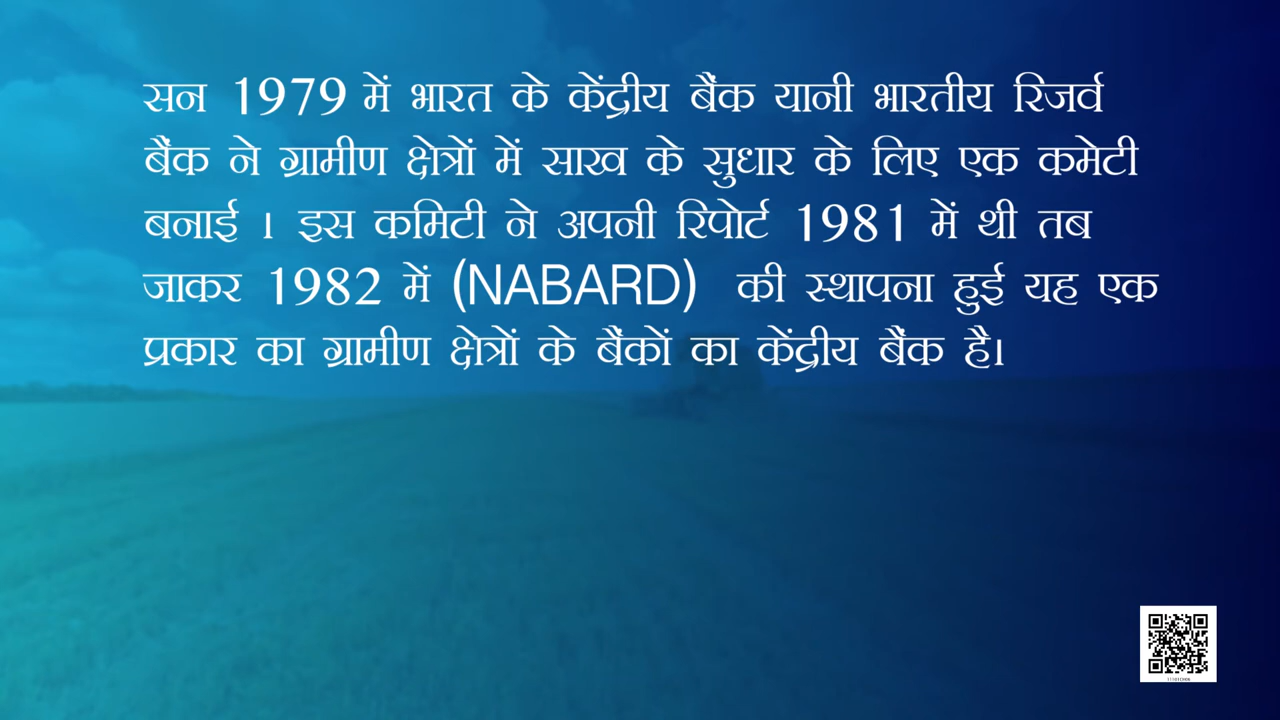 सन 1979 में भारत के केंद्रीय बैंक यानी भारतीय रिजर्व
बैंक ने ग्रामीण क्षेत्रों में साख के सुधार के लिए एक कमेटी
बनाई । इस कमिटी ने अपनी रिपोर्ट 1981 में थी तब
जाकर 1982 में (NABARD) की स्थापना हुई यह एक
प्रकार का ग्रामीण क्षेत्रों के बैंकों का केंद्रीय बैंक है।